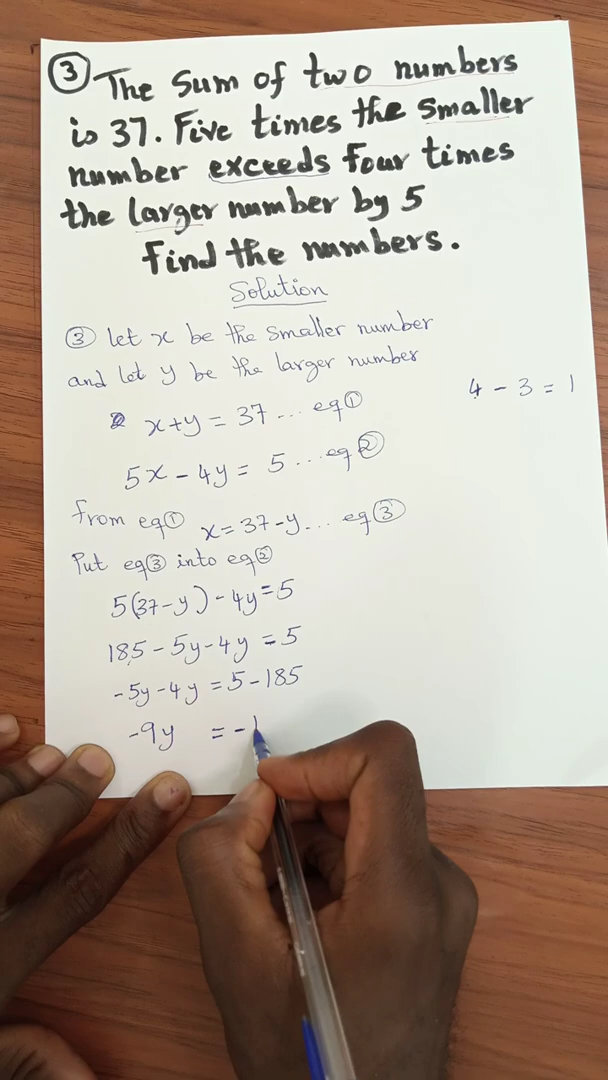 ③ The Sum of two numbers
is 37. Five times the smaller
number exceeds four times
the larger number by 5
find the numbers.
Solution
③ let x be the smaller number
and let y be the larger number
x+y = 37 ... eq①
4 - 3 = 1
5x - 4y = 5 ... eq②
from eq① x = 37-y ... eq③
Put eq③ into eq②
5(37-y) - 4y = 5
185 - 5y - 4y = 5
-5y - 4y = 5 - 185
-9y = -1